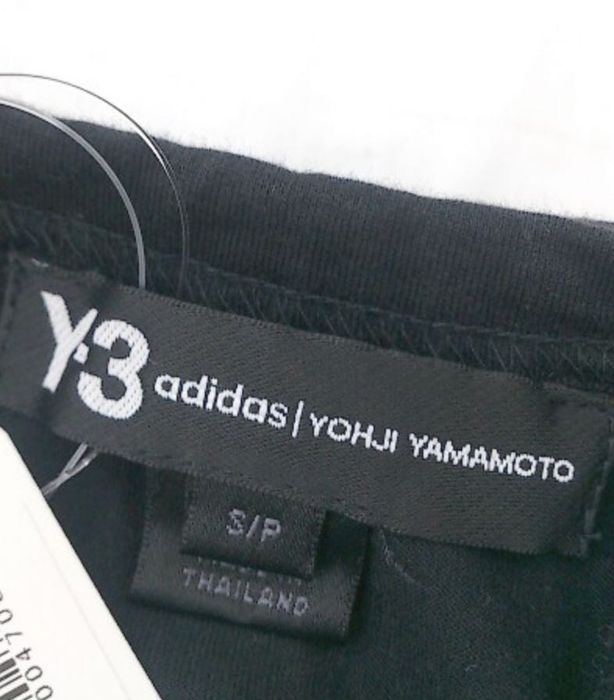 Y-3 adidas | YOHJI YAMAMOTO
S/P
THAILAND